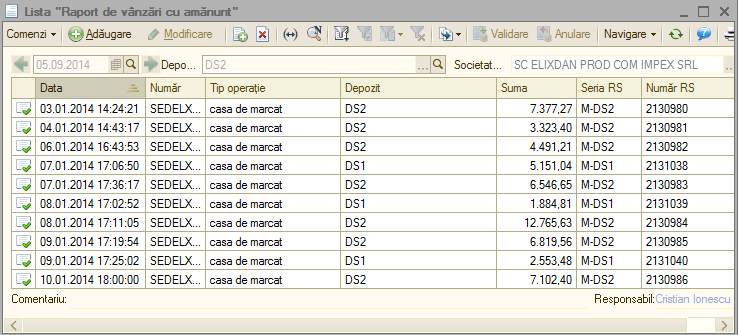 Lista "Raport de vânzări cu amănunt"
Comenzi Adăugare Modificare Validare Anulare Navigare
05.09.2014 Depo... DS2 ... Societat... SC ELIXDAN PROD COM IMPEX SRL ...
Data Număr Tip operație Depozit Suma Seria RS Număr RS
03.01.2014 14:24:21 SEDELX... casa de marcat DS2 7.377,27 M-DS2 2130980
04.01.2014 14:43:17 SEDELX... casa de marcat DS2 3.323,40 M-DS2 2130981
06.01.2014 16:43:53 SEDELX... casa de marcat DS2 4.491,21 M-DS2 2130982
07.01.2014 17:06:50 SEDELX... casa de marcat DS1 5.151,04 M-DS1 2131038
07.01.2014 17:36:17 SEDELX... casa de marcat DS2 6.546,65 M-DS2 2130983
08.01.2014 17:02:52 SEDELX... casa de marcat DS1 1.884,81 M-DS1 2131039
08.01.2014 17:11:05 SEDELX... casa de marcat DS2 12.765,63 M-DS2 2130984
09.01.2014 17:19:54 SEDELX... casa de marcat DS2 6.819,56 M-DS2 2130985
09.01.2014 17:25:02 SEDELX... casa de marcat DS1 2.553,48 M-DS1 2131040
10.01.2014 18:00:00 SEDELX... casa de marcat DS2 7.102,40 M-DS2 2130986
Comentariu: Responsabil: Cristian Ionescu